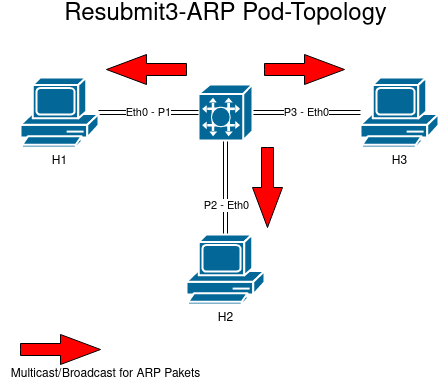 Resubmit3-ARP Pod-Topology
Eth0 - P1
P3 - Eth0
H1
H3
P2 - Eth0
H2
Multicast/Broadcast for ARP Pakets